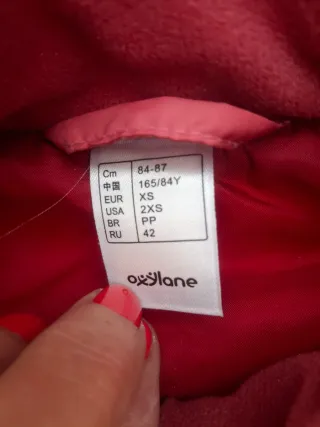 Cm 84-87
中国 165/84Y
EUR XS
USA 2XS
BR PP
RU 42
oxylane